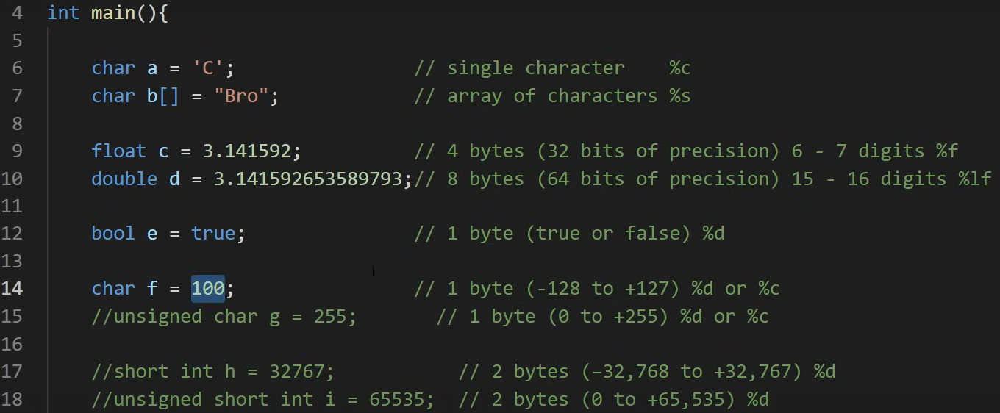 4 int main(){
5
6 char a = 'C'; // single character %c
7 char b[] = "Bro"; // array of characters %s
8
9 float c = 3.141592; // 4 bytes (32 bits of precision) 6 - 7 digits %f
10 double d = 3.141592653589793;// 8 bytes (64 bits of precision) 15 - 16 digits %lf
11
12 bool e = true; // 1 byte (true or false) %d
13
14 char f = 100; // 1 byte (-128 to +127) %d or %c
15 //unsigned char g = 255; // 1 byte (0 to +255) %d or %c
16
17 //short int h = 32767; // 2 bytes (−32,768 to +32,767) %d
18 //unsigned short int i = 65535; // 2 bytes (0 to +65,535) %d